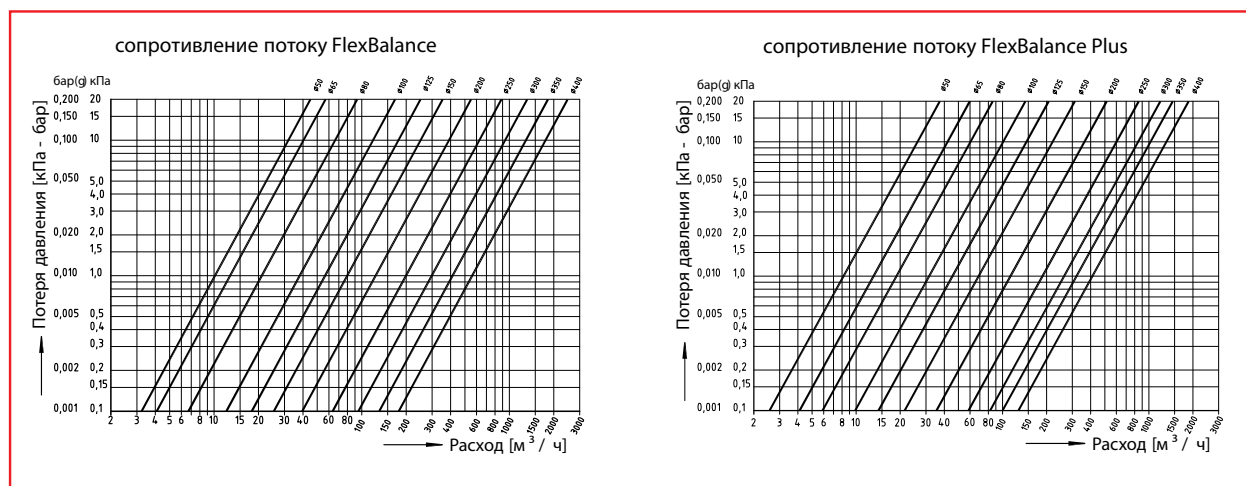 сопротивление потоку FlexBalance
бар(g) кПа
ø50 ø65 ø80 ø100 ø125 ø150 ø200 ø250 ø300 ø350 ø400
0,200 20
0,150 15
0,100 10
0,050 5,0
4,0
3,0
0,020 2,0
1,5
0,010 1,0
0,005 0,5
0,4
0,3
0,002 0,2
0,15
0,001 0,1
Потеря давления [кПа - бар]
2 3 4 5 6 8 10 15 20 30 40 60 80 100 150 200 300 400 600 800 1000 1500 2000 3000
Расход [м³ / ч]
сопротивление потоку FlexBalance Plus
бар(g) кПа
ø50 ø65 ø80 ø100 ø125 ø150 ø200 ø250 ø300 ø350 ø400
0,200 20
0,150 15
0,100 10
0,050 5,0
4,0
3,0
0,020 2,0
1,5
0,010 1,0
0,005 0,5
0,4
0,3
0,002 0,2
0,15
0,001 0,1
Потеря давления [кПа - бар]
2 3 4 5 6 8 10 15 20 30 40 60 80 100 150 200 300 400 600 800 1000 1500 2000 3000
Расход [м³ / ч]